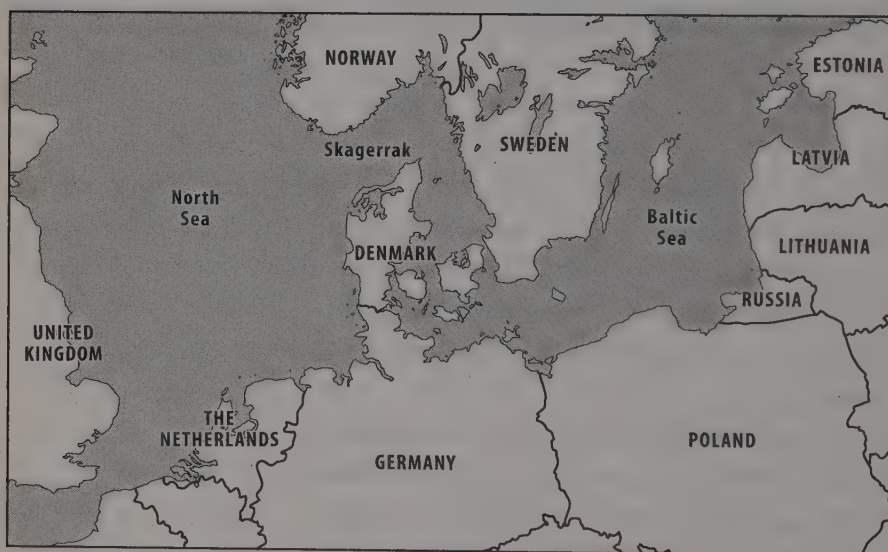 NORWAY
ESTONIA
Skagerrak
SWEDEN
LATVIA
North
Sea
Baltic
Sea
DENMARK
LITHUANIA
RUSSIA
UNITED
KINGDOM
THE
NETHERLANDS
POLAND
GERMANY